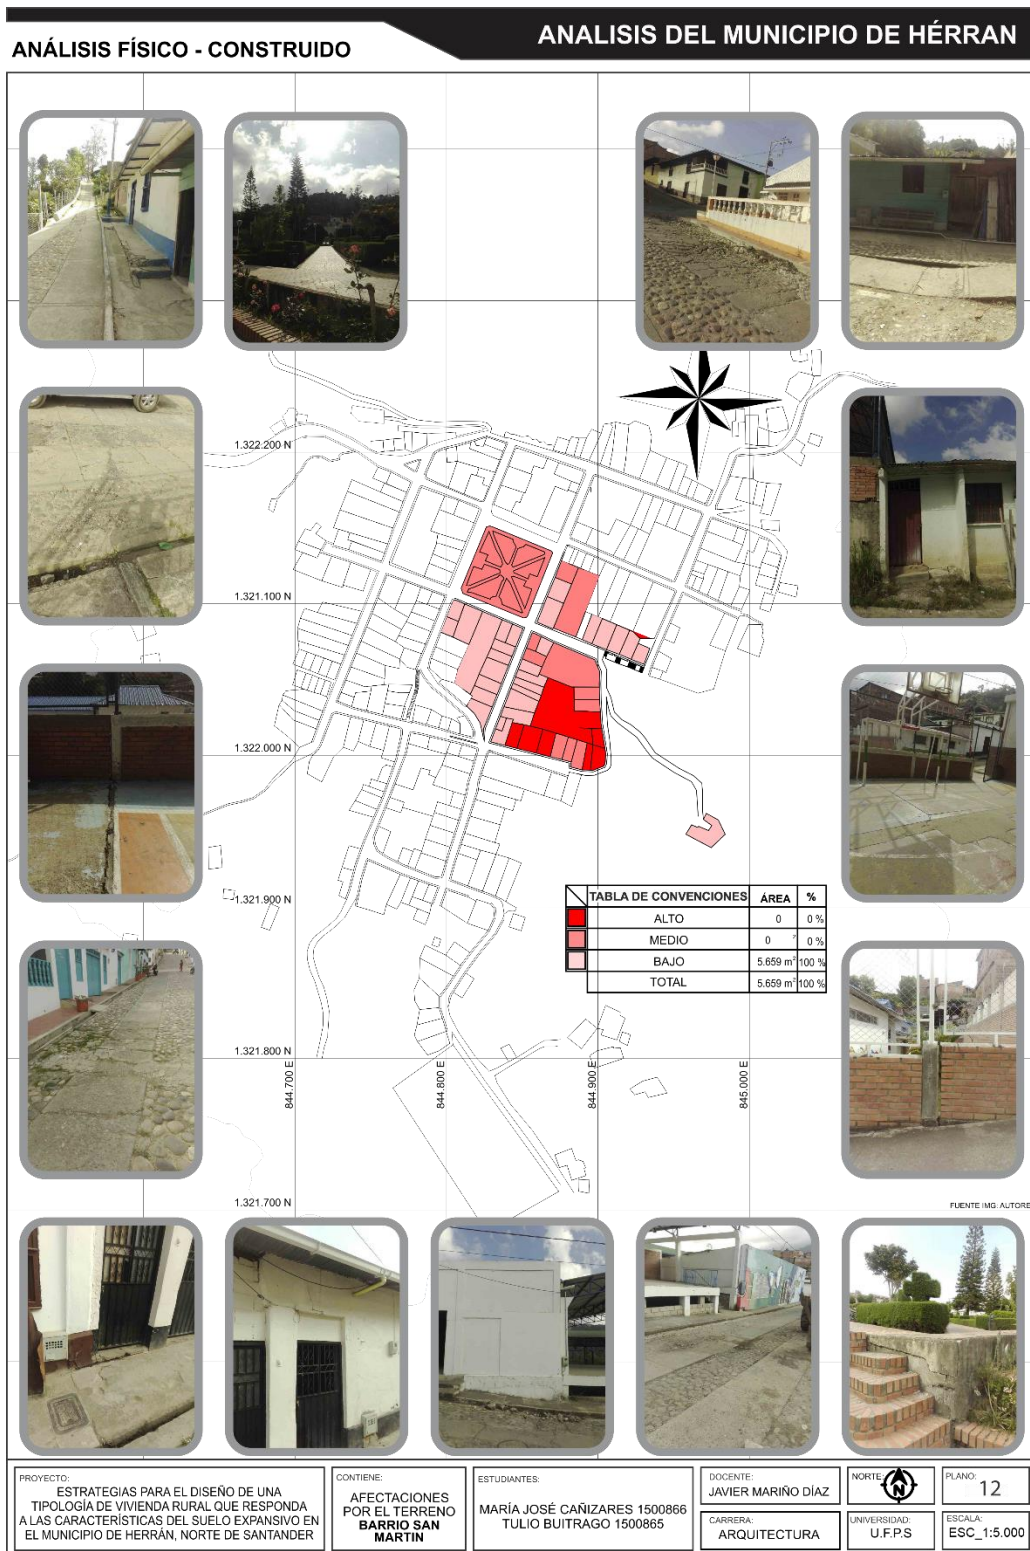 ANÁLISIS FÍSICO - CONSTRUIDO
ANALISIS DEL MUNICIPIO DE HÉRRAN
1.322.200 N
1.321.100 N
1.322.000 N
1.321.900 N
1.321.800 N
1.321.700 N
844.700 E
844.800 E
844.900 E
845.000 E
TABLA DE CONVENCIONES ÁREA %
ALTO 0 0 %
MEDIO 0 ² 0 %
BAJO 5.659 m² 100 %
TOTAL 5.659 m² 100 %
FUENTE IMG: AUTORE
PROYECTO:
ESTRATEGIAS PARA EL DISEÑO DE UNA
TIPOLOGÍA DE VIVIENDA RURAL QUE RESPONDA
A LAS CARACTERÍSTICAS DEL SUELO EXPANSIVO EN
EL MUNICIPIO DE HERRÁN, NORTE DE SANTANDER
CONTIENE:
AFECTACIONES
POR EL TERRENO
BARRIO SAN
MARTIN
ESTUDIANTES:
MARÍA JOSÉ CAÑIZARES 1500866
TULIO BUITRAGO 1500865
DOCENTE:
JAVIER MARIÑO DÍAZ
CARRERA:
ARQUITECTURA
NORTE
N
UNIVERSIDAD:
U.F.P.S
PLANO:
12
ESCALA:
ESC_1:5.000